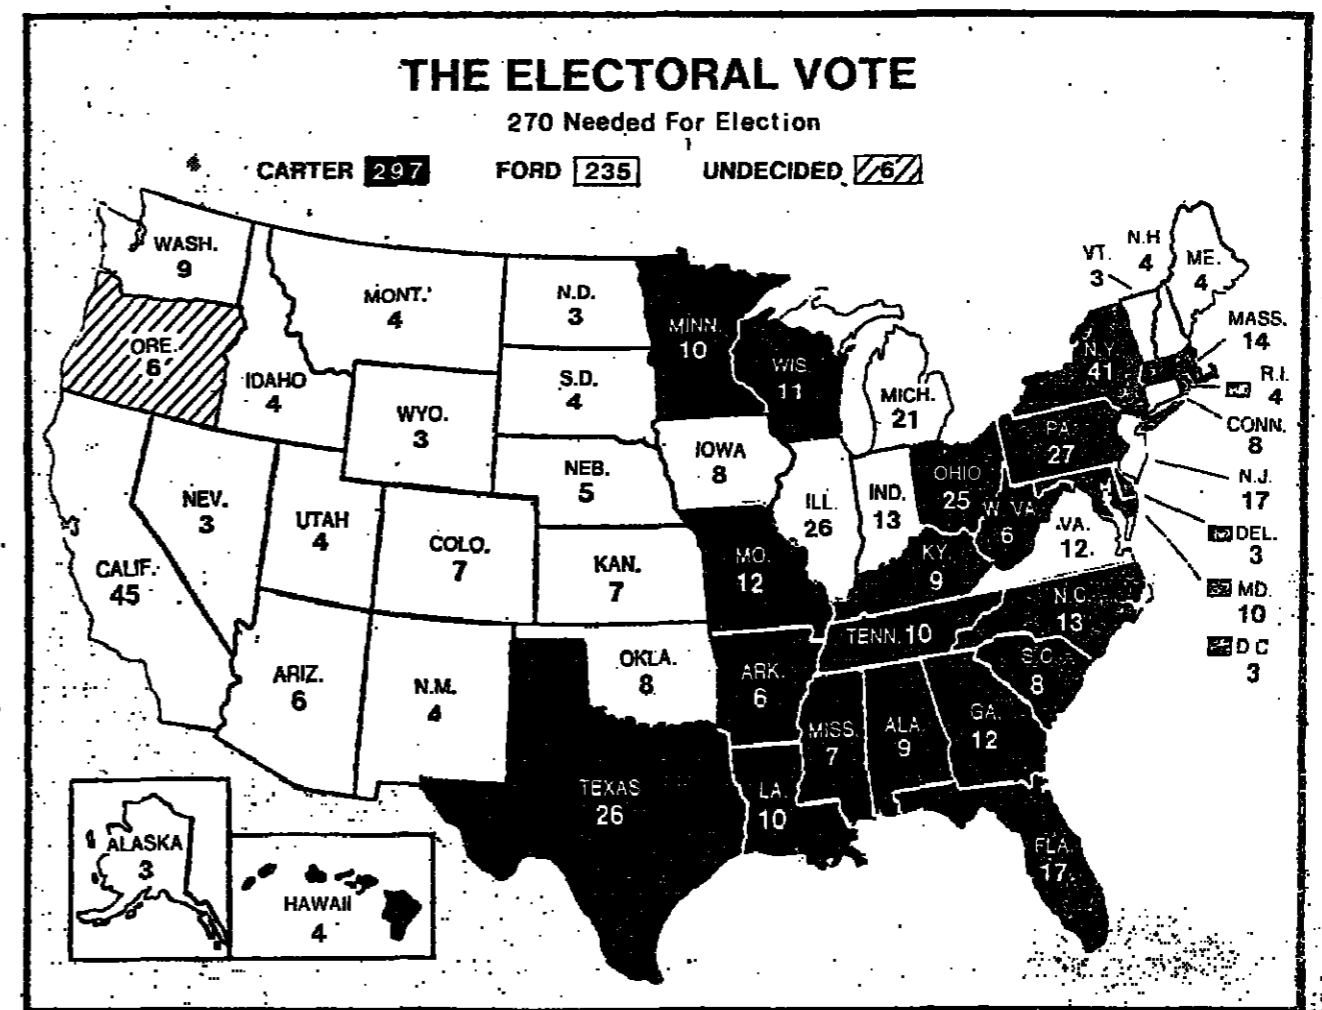 THE ELECTORAL VOTE
270 Needed For Election
CARTER 297 FORD 235 UNDECIDED 6
WASH.
9
ORE.
6
IDAHO
4
MONT.
4
WYO.
3
N.D.
3
S.D.
4
NEB.
5
MINN.
10
WIS.
11
IOWA
8
MICH.
21
NEV.
3
UTAH
4
COLO.
7
KAN.
7
CALIF.
45
ARIZ.
6
N.M.
4
OKLA.
8
TEXAS
26
MO.
12
ARK.
6
LA.
10
ILL.
26
IND.
13
OHIO
25
KY.
9
TENN. 10
MISS.
7
ALA.
9
GA.
12
FLA.
17
S.C.
8
N.C.
13
VA.
12
W. VA.
6
PA.
27
N.Y.
41
VT.
3
N.H
4
ME.
4
MASS.
14
R.I.
4
CONN.
8
N.J.
17
DEL.
3
MD.
10
D C
3
ALASKA
3
HAWAII
4